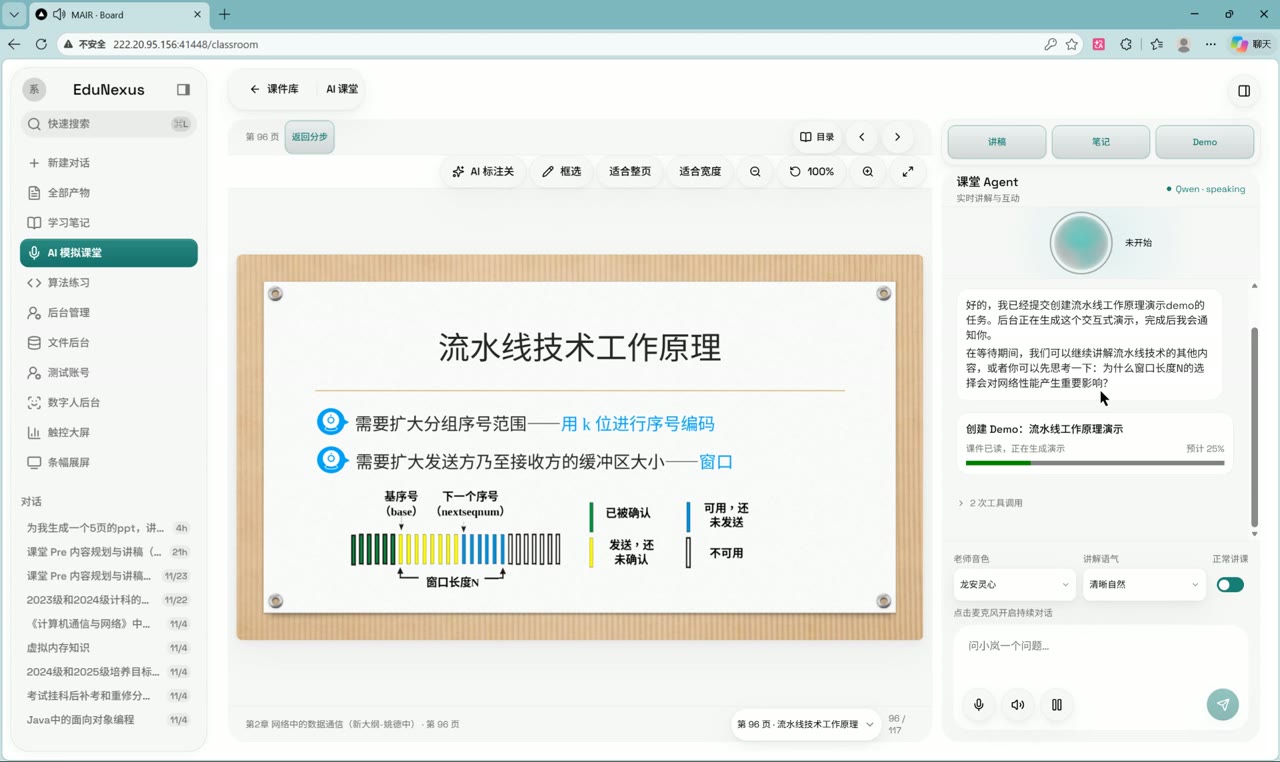 MAIR · Board
不安全 222.20.95.156:41448/classroom
聊天
系 EduNexus
快速搜索 ⌘L
新建对话
全部产物
学习笔记
AI 模拟课堂
算法练习
后台管理
文件后台
测试账号
数字人后台
触控大屏
条幅展屏
对话
为我生成一个5页的ppt，讲... 4h
课堂 Pre 内容规划与讲稿（... 21h
课堂 Pre 内容规划与讲稿... 11/23
2023级和2024级计科的... 11/22
《计算机通信与网络》中... 11/4
虚拟内存知识 11/4
2024级和2025级培养目标... 11/4
考试挂科后补考和重修分... 11/4
Java中的面向对象编程 11/4
课件库 AI 课堂
第 96 页 返回分步
目录
AI 标注关 框选 适合整页 适合宽度 100%
流水线技术工作原理
需要扩大分组序号范围——用 k 位进行序号编码
需要扩大发送方乃至接收方的缓冲区大小——窗口
基序号
（base）
下一个序号
（nextseqnum）
窗口长度N
已被确认
发送，还
未确认
可用，还
未发送
不可用
第2章 网络中的数据通信（新大纲-姚德中） · 第 96 页
第 96 页 · 流水线技术工作原理
96 /
117
讲稿 笔记 Demo
课堂 Agent
实时讲解与互动
Qwen · speaking
未开始
好的，我已经提交创建流水线工作原理演示demo的
任务。后台正在生成这个交互式演示，完成后我会通
知你。
在等待期间，我们可以继续讲解流水线技术的其他内
容，或者你可以先思考一下：为什么窗口长度N的选
择会对网络性能产生重要影响？
创建 Demo：流水线工作原理演示
课件已读，正在生成演示 预计 25%
2 次工具调用
老师音色 讲解语气 正常讲课
龙安灵心 清晰自然
点击麦克风开启持续对话
问小岚一个问题...